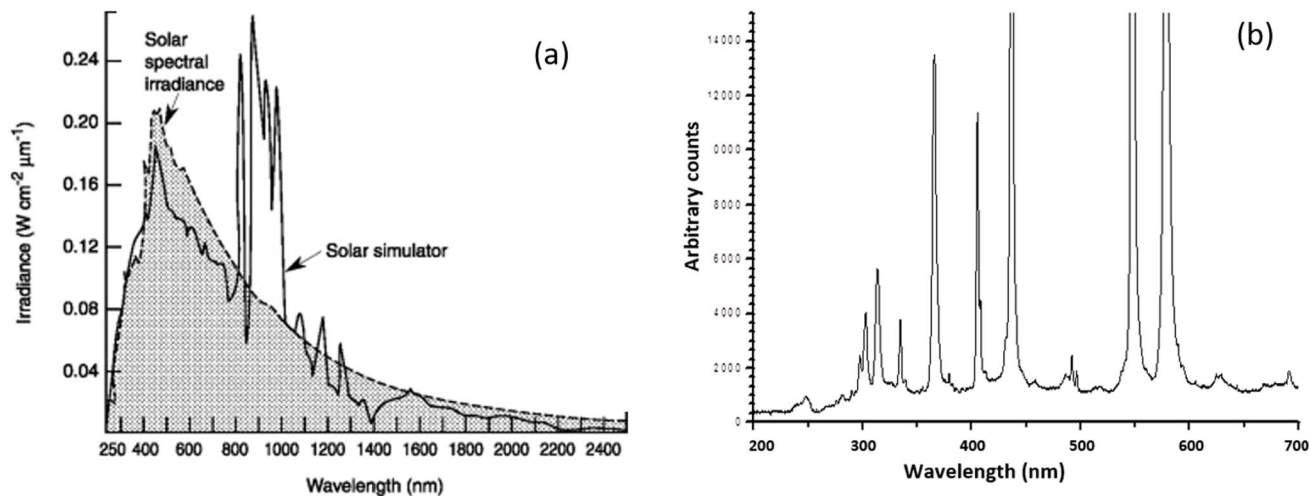 (a)
Solar
spectral
irradiance
Solar simulator
Irradiance (W cm⁻² μm⁻¹)
0.24
0.20
0.16
0.12
0.08
0.04
250 400 600 800 1000 1200 1400 1600 1800 2000 2200 2400
Wavelength (nm)
(b)
Arbitrary counts
14000
12000
10000
8000
6000
4000
2000
0
200 300 400 500 600 700
Wavelength (nm)